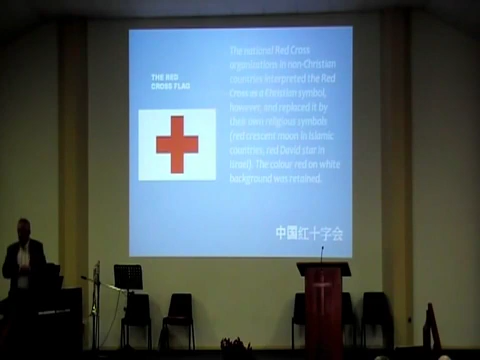 THE RED
CROSS FLAG
The national Red Cross
organisations in non-Christian
countries interpreted the Red
Cross as a Christian symbol,
however, and replaced it by
their own religious symbols
(red crescent moon in Islamic
countries, red David star in
Israel). The colour red on white
background was retained.
中国紅十字会